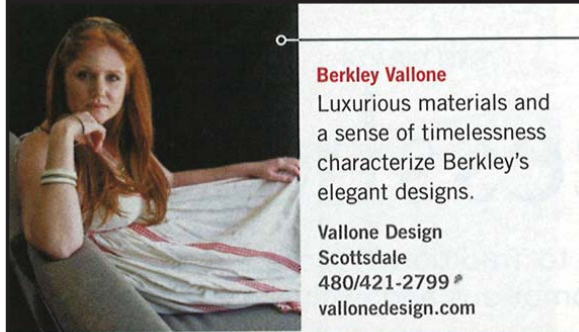 Berkley Vallone
Luxurious materials and
a sense of timelessness
characterize Berkley's
elegant designs.
Vallone Design
Scottsdale
480/421-2799
vallonedesign.com